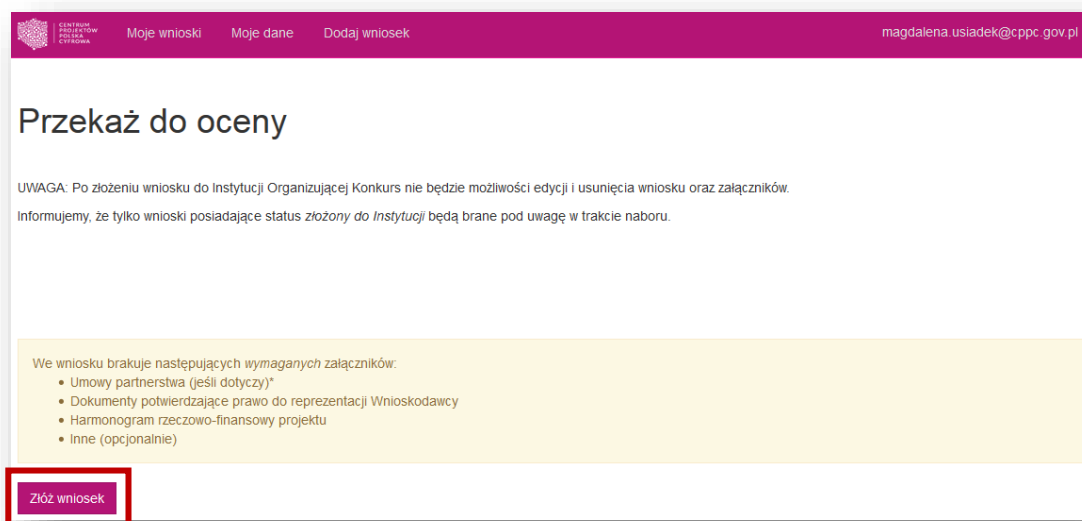 CENTRUM
PROJEKTÓW
POLSKA
CYFROWA
Moje wnioski Moje dane Dodaj wniosek magdalena.usiadek@cppc.gov.pl
Przekaż do oceny
UWAGA: Po złożeniu wniosku do Instytucji Organizującej Konkurs nie będzie możliwości edycji i usunięcia wniosku oraz załączników.
Informujemy, że tylko wnioski posiadające status złożony do Instytucji będą brane pod uwagę w trakcie naboru.
We wniosku brakuje następujących wymaganych załączników:
• Umowy partnerstwa (jeśli dotyczy)*
• Dokumenty potwierdzające prawo do reprezentacji Wnioskodawcy
• Harmonogram rzeczowo-finansowy projektu
• Inne (opcjonalnie)
Złóż wniosek